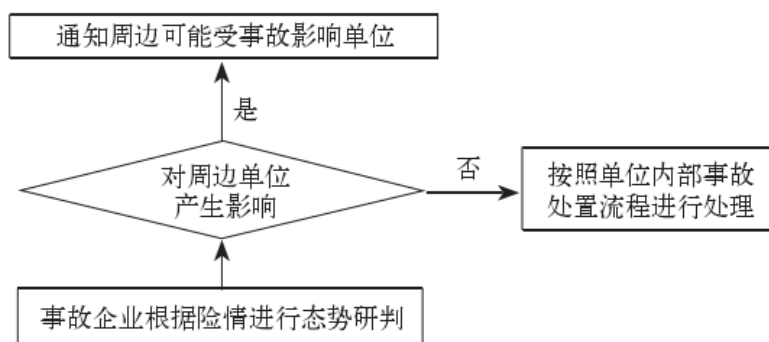 通知周边可能受事故影响单位
是
对周边单位
产生影响
否
按照单位内部事故
处置流程进行处理
事故企业根据险情进行态势研判